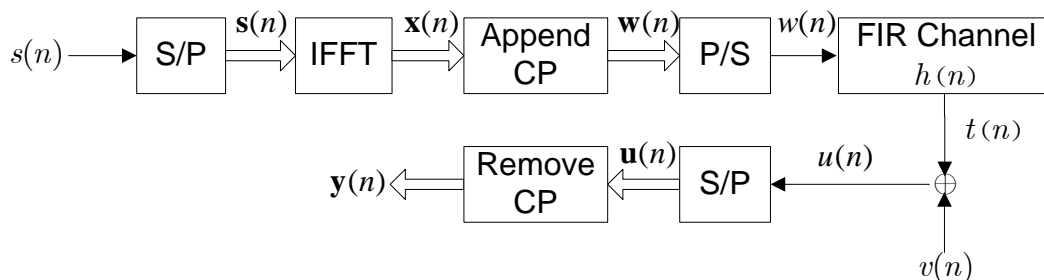 s(n)
S/P
s(n)
IFFT
x(n)
Append
CP
w(n)
P/S
w(n)
FIR Channel
h(n)
t(n)
y(n)
Remove
CP
u(n)
S/P
u(n)
v(n)